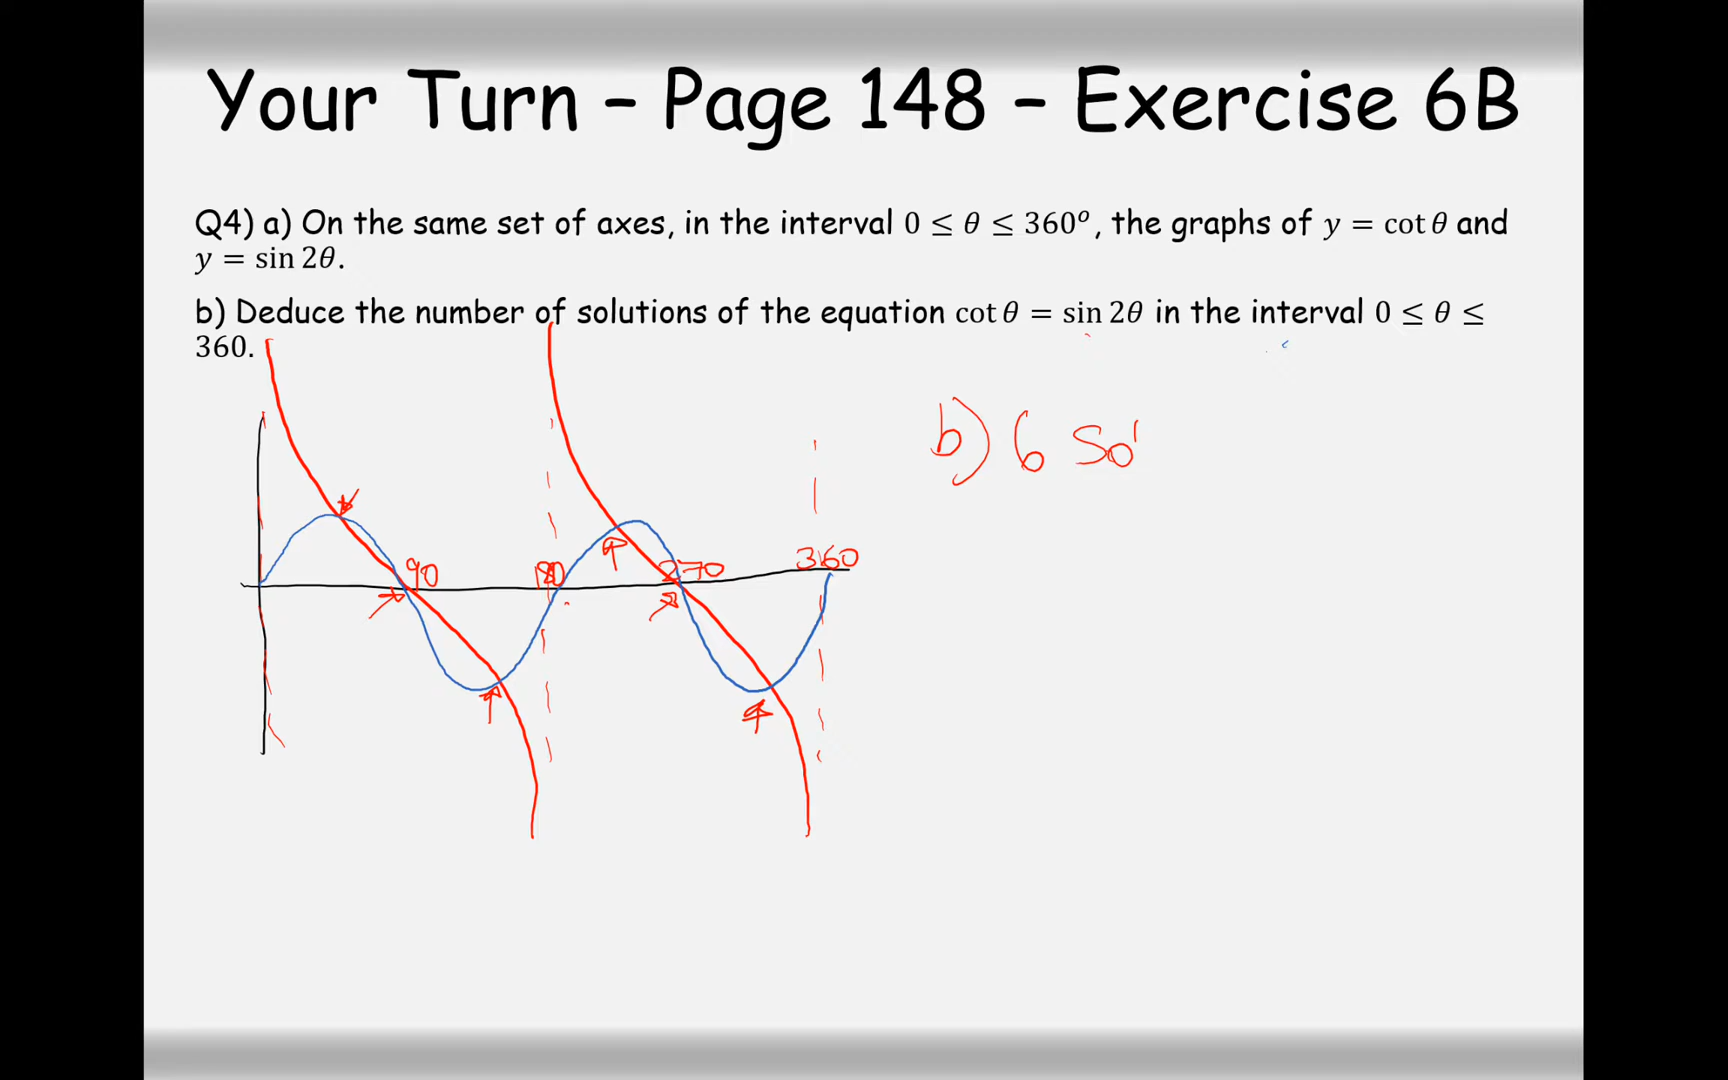 Your Turn – Page 148 – Exercise 6B
Q4) a) On the same set of axes, in the interval 0 ≤ θ ≤ 360°, the graphs of y = cot θ and
y = sin 2θ.
b) Deduce the number of solutions of the equation cot θ = sin 2θ in the interval 0 ≤ θ ≤
360.
b) 6 Sol
90 180 270 360